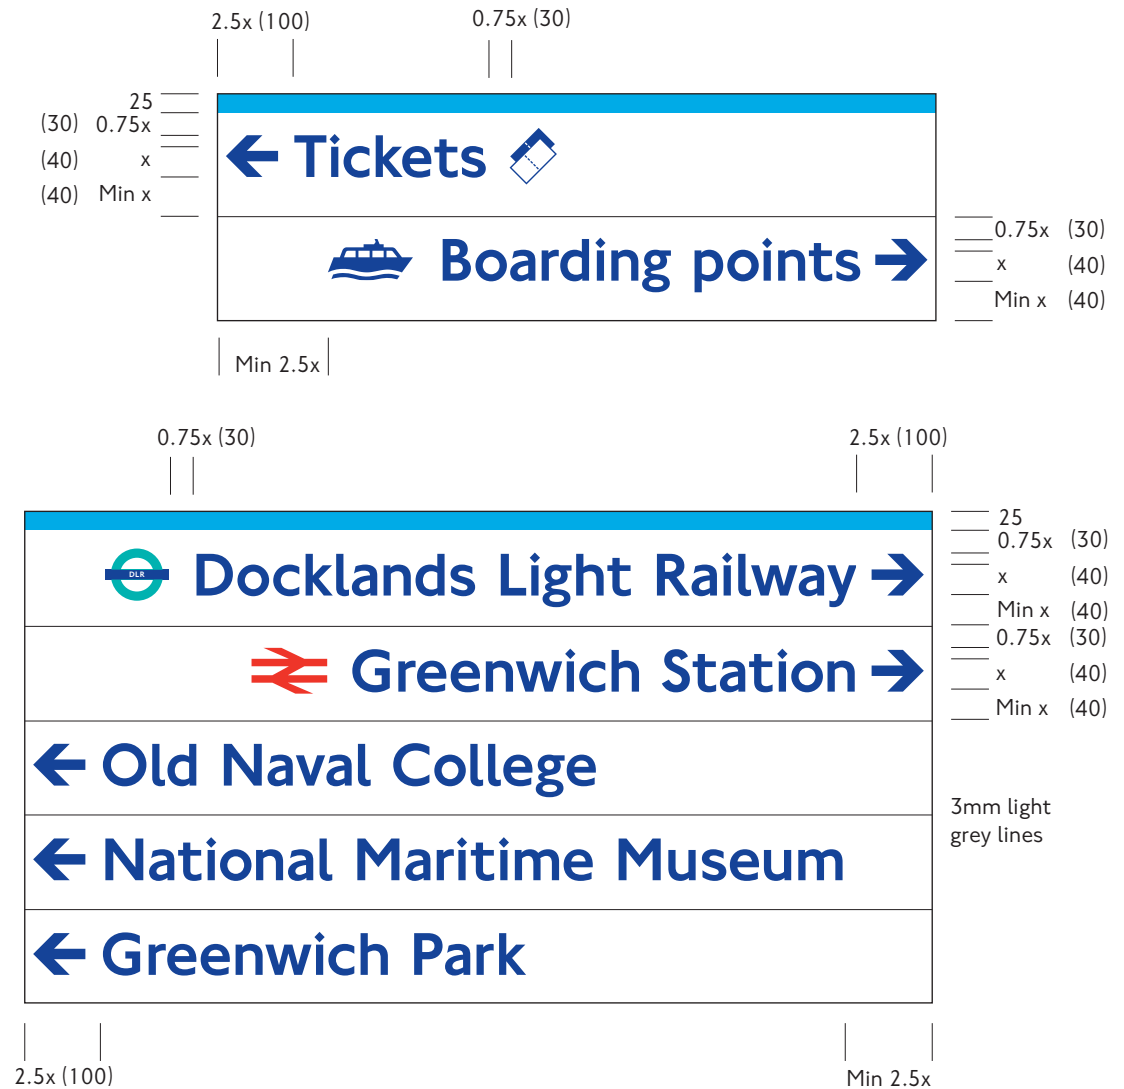 2.5x (100)
0.75x (30)
25
(30) 0.75x
(40) x
(40) Min x
Tickets
Boarding points
0.75x (30)
x (40)
Min x (40)
Min 2.5x
0.75x (30)
2.5x (100)
25
0.75x (30)
x (40)
Min x (40)
0.75x (30)
x (40)
Min x (40)
DLR
Docklands Light Railway
Greenwich Station
Old Naval College
National Maritime Museum
Greenwich Park
3mm light
grey lines
2.5x (100)
Min 2.5x